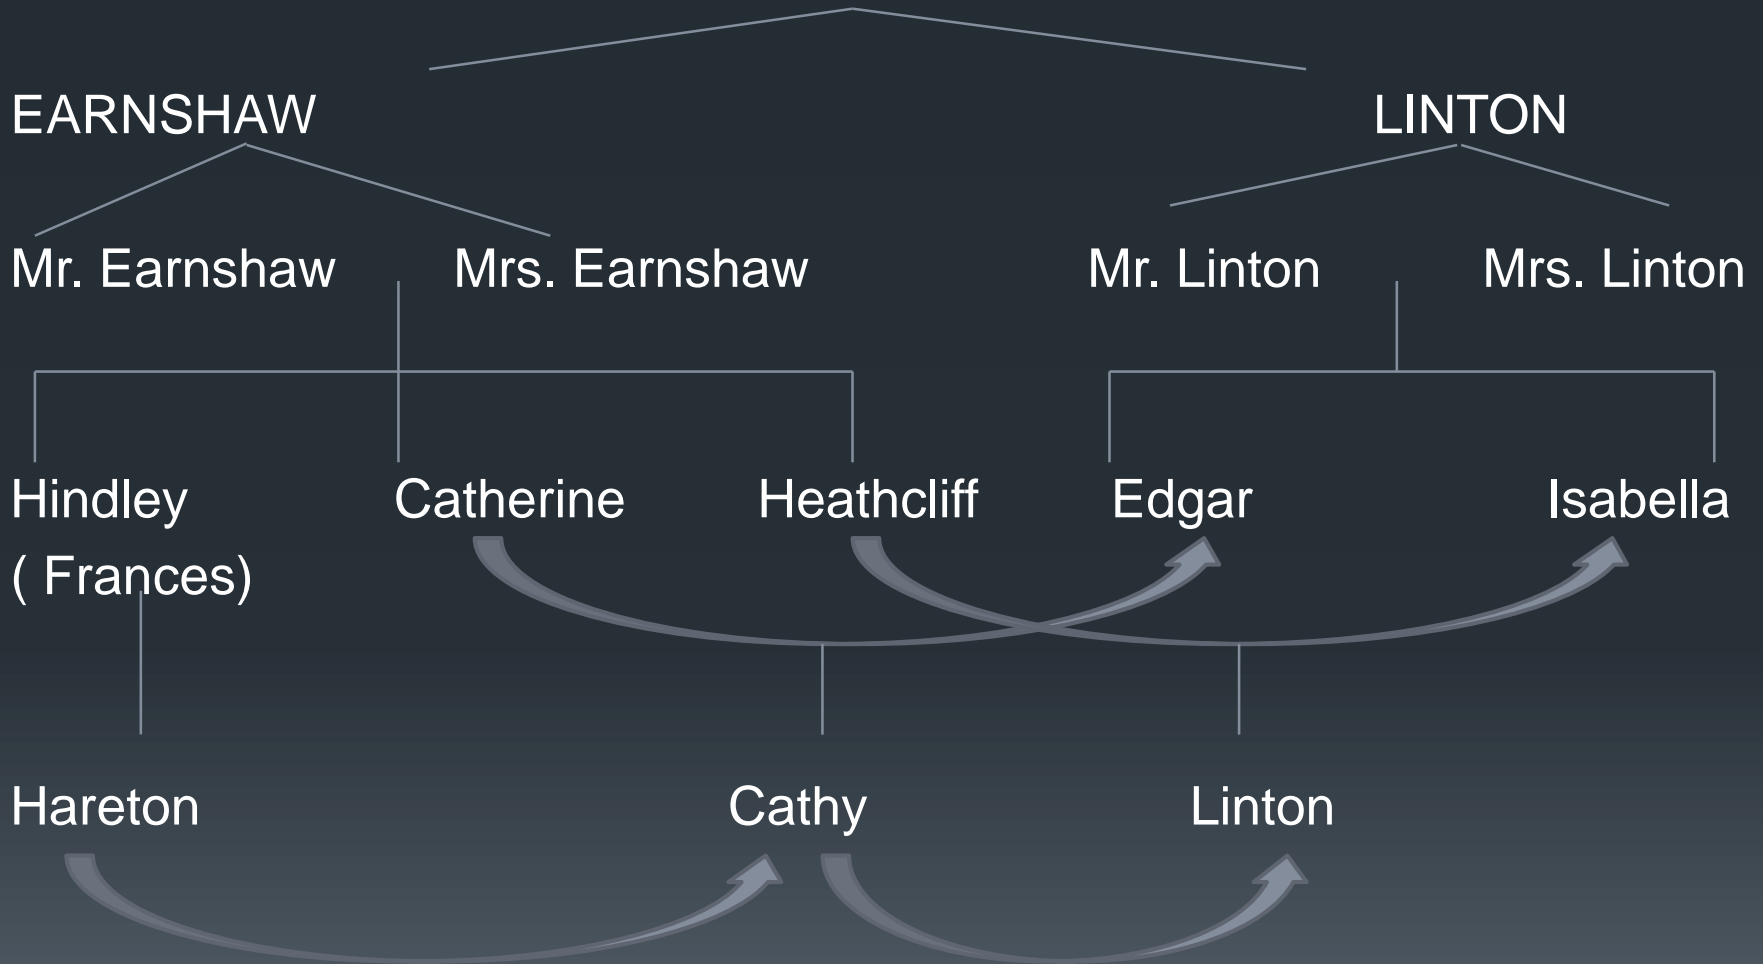 EARNSHAW LINTON
Mr. Earnshaw Mrs. Earnshaw Mr. Linton Mrs. Linton
Hindley Catherine Heathcliff Edgar Isabella
( Frances)
Hareton Cathy Linton